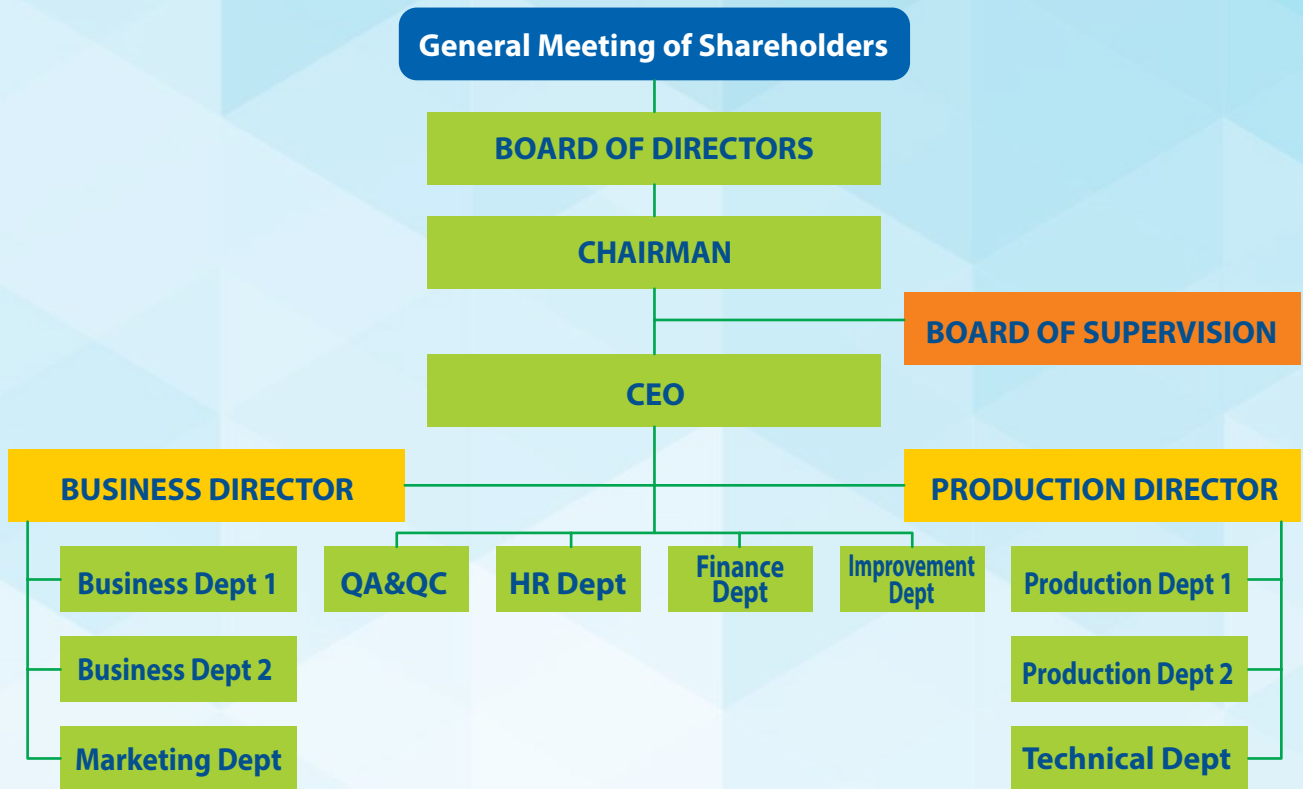 General Meeting of Shareholders
BOARD OF DIRECTORS
CHAIRMAN
BOARD OF SUPERVISION
CEO
BUSINESS DIRECTOR
PRODUCTION DIRECTOR
Business Dept 1
QA&QC
HR Dept
Finance
Dept
Improvement
Dept
Production Dept 1
Business Dept 2
Production Dept 2
Marketing Dept
Technical Dept